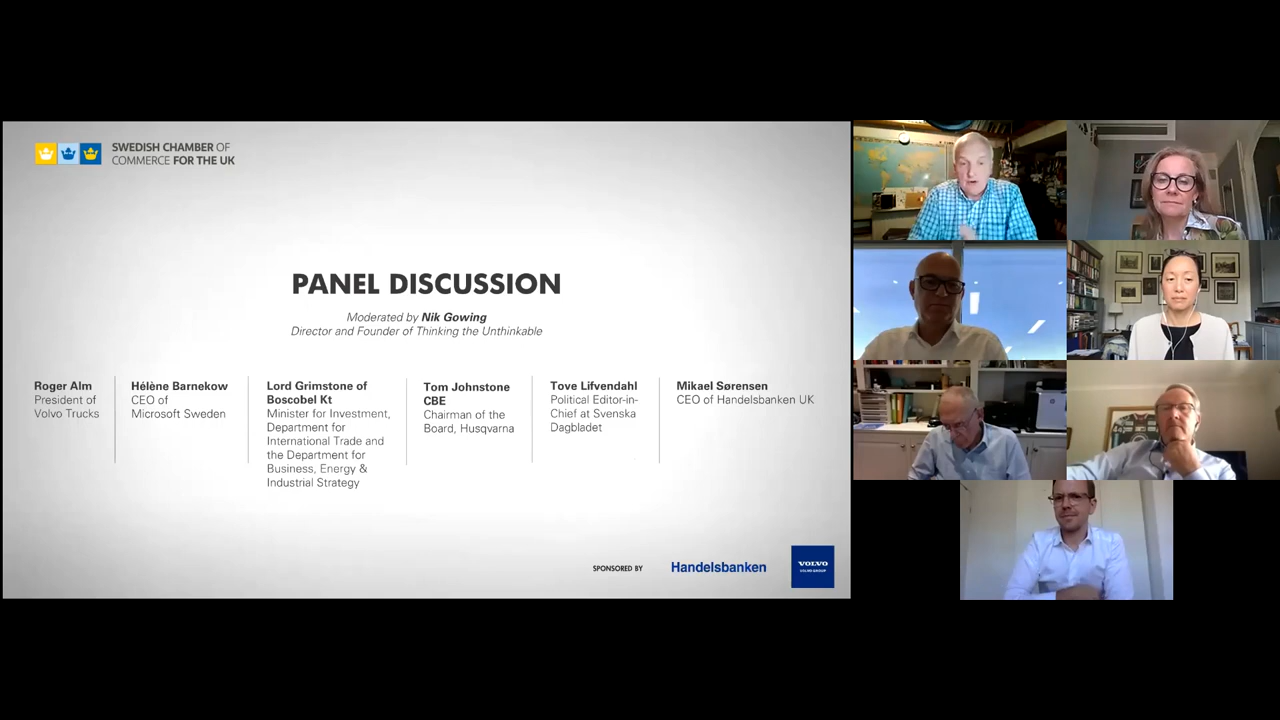 SWEDISH CHAMBER OF
COMMERCE FOR THE UK
PANEL DISCUSSION
Moderated by Nik Gowing
Director and Founder of Thinking the Unthinkable
Roger Alm
President of
Volvo Trucks
Hélène Barnekow
CEO of
Microsoft Sweden
Lord Grimstone of
Boscobel Kt
Minister for Investment,
Department for
International Trade and
the Department for
Business, Energy &
Industrial Strategy
Tom Johnstone
CBE
Chairman of the
Board, Husqvarna
Tove Lifvendahl
Political Editor-in-
Chief at Svenska
Dagbladet
Mikael Sørensen
CEO of Handelsbanken UK
SPONSORED BY
Handelsbanken
VOLVO
VOLVO GROUP